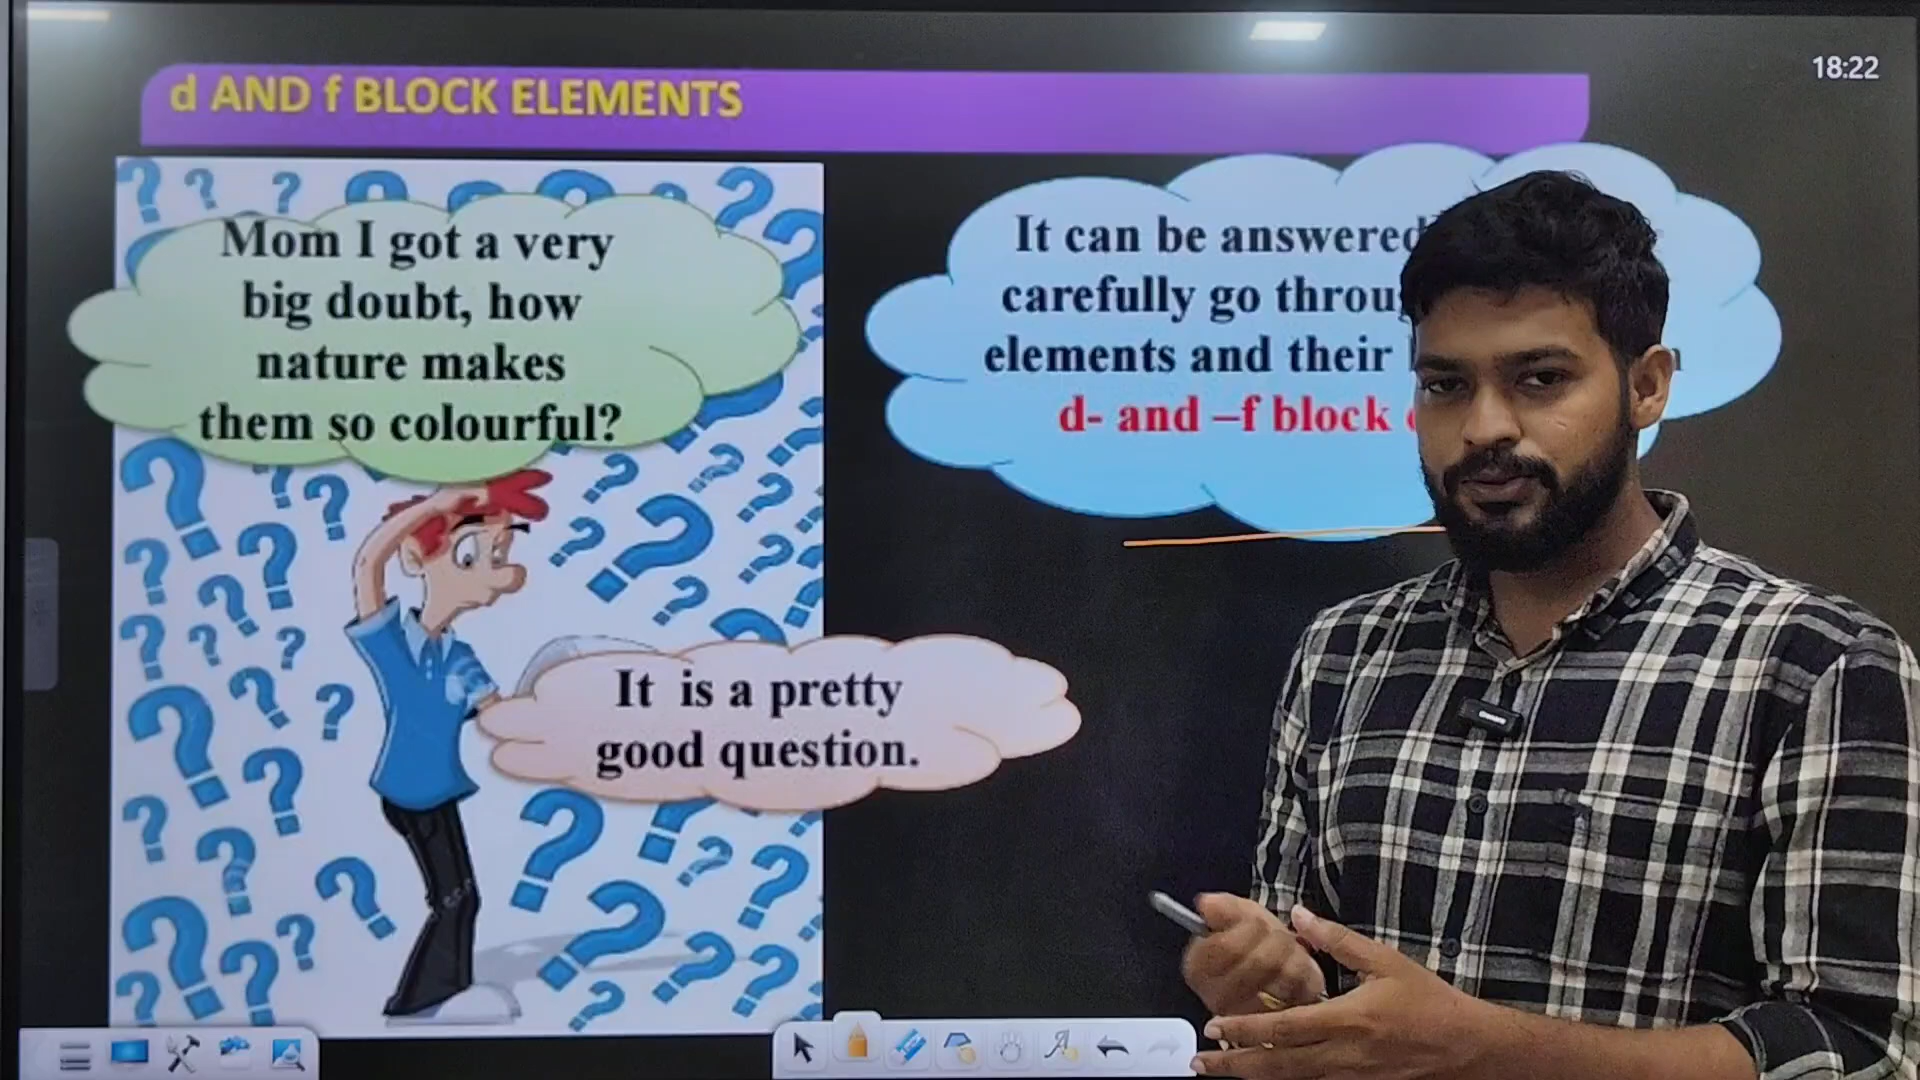 d AND f BLOCK ELEMENTS
18:22
Mom I got a very
big doubt, how
nature makes
them so colourful?
It can be answered
carefully go
elements and their
d- and –f block
It is a pretty
good question.